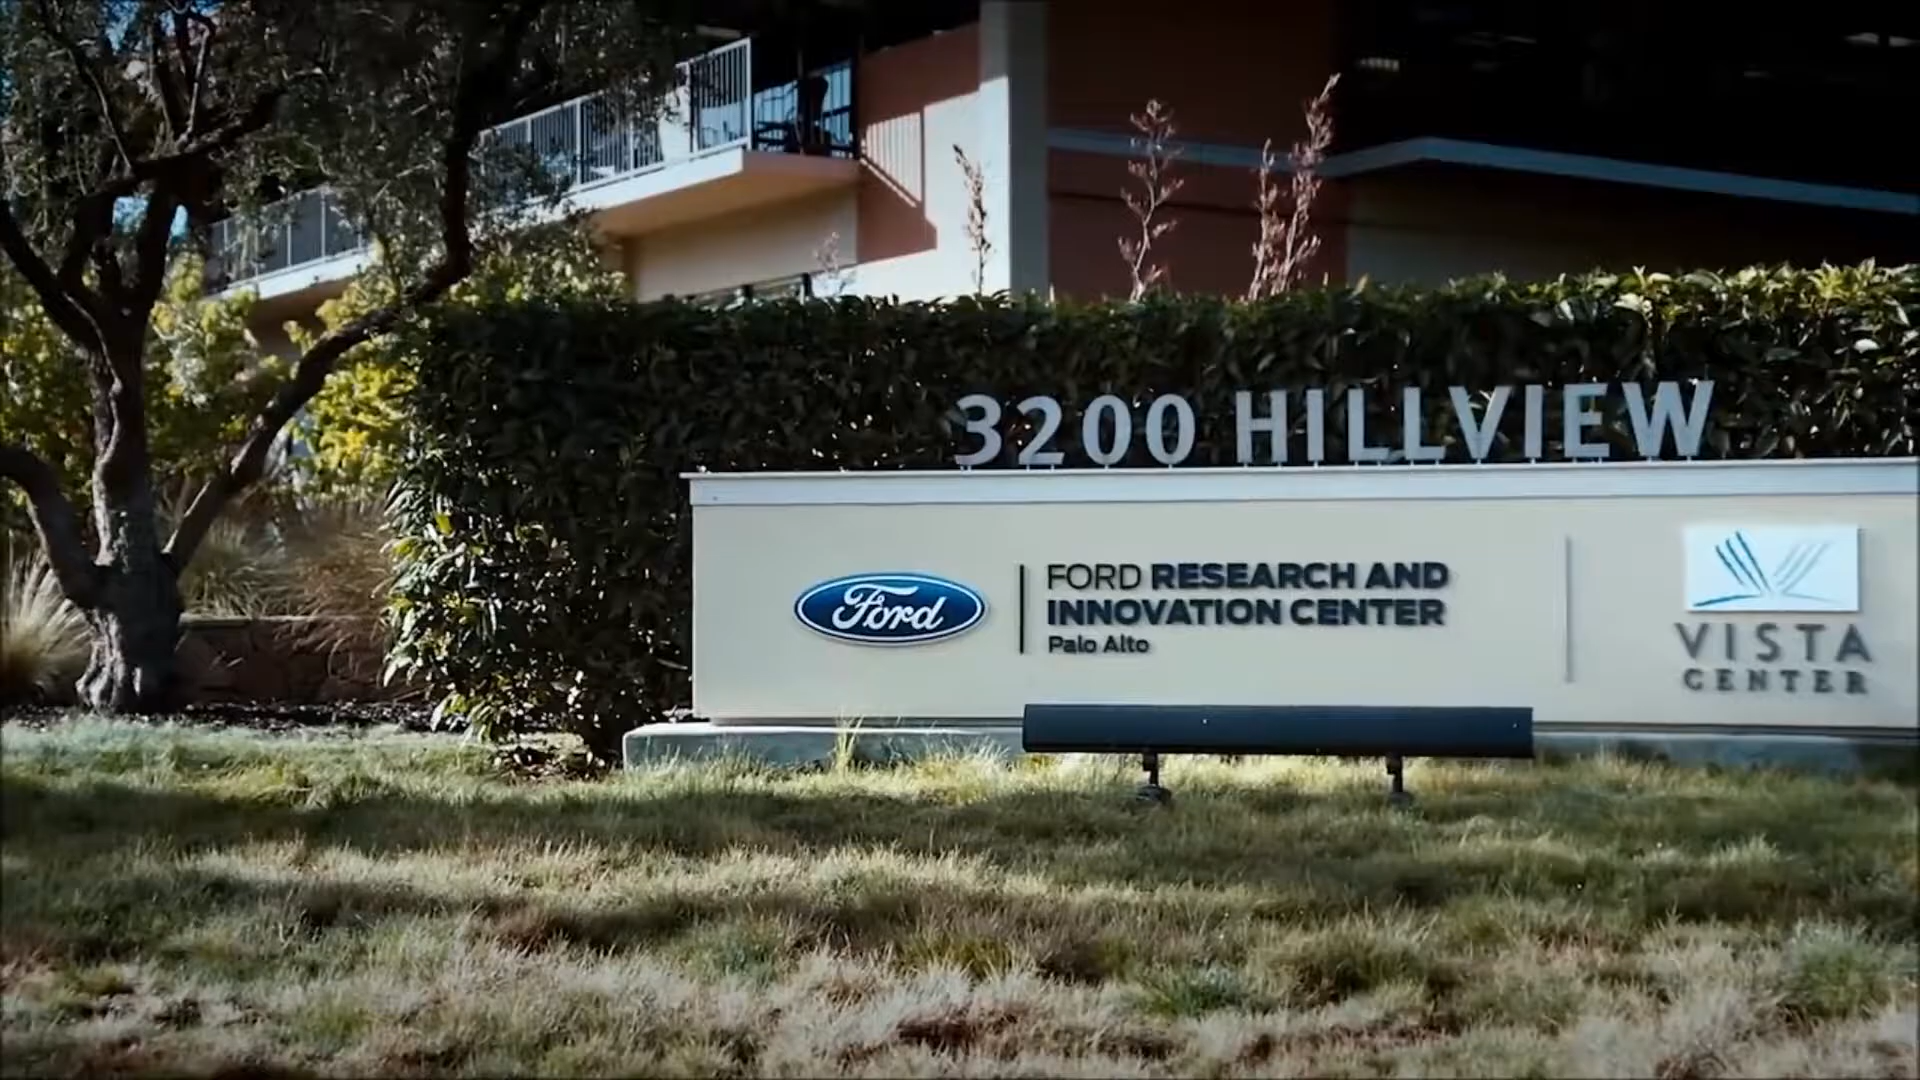 3200 HILLVIEW
Ford
FORD RESEARCH AND
INNOVATION CENTER
Palo Alto
VISTA
CENTER